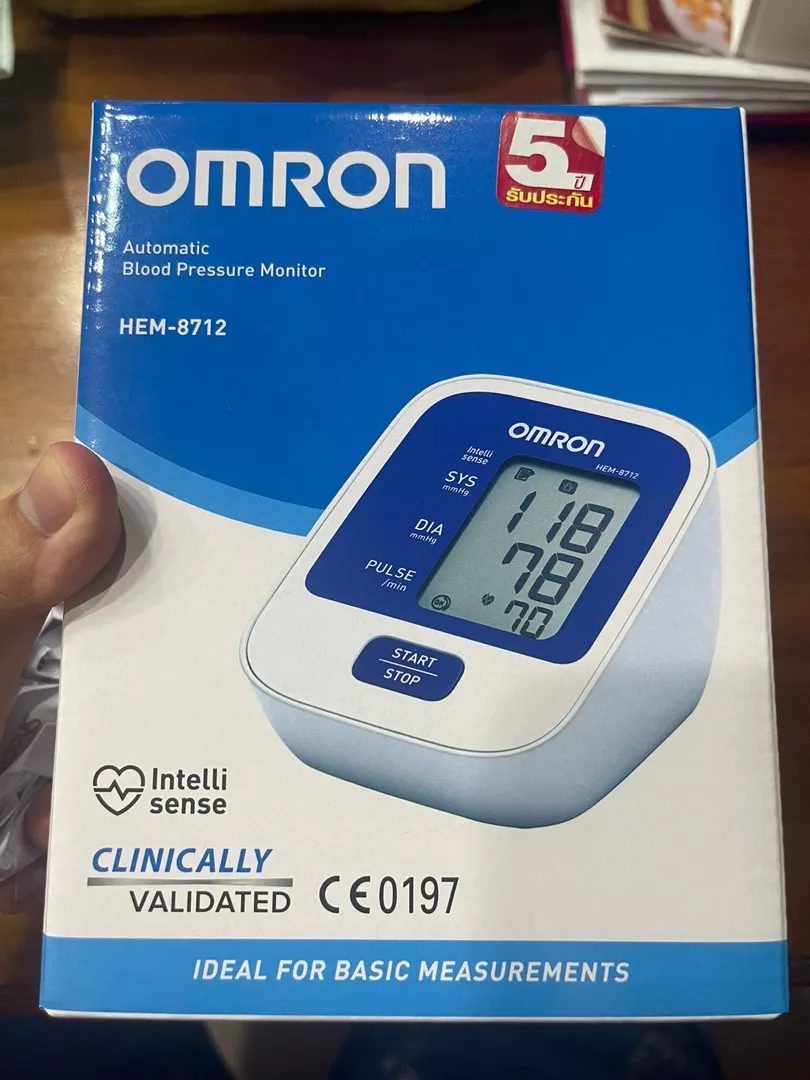 OMRON
5 ปี
รับประกัน
Automatic
Blood Pressure Monitor
HEM-8712
OMRON
HEM-8712
Intelli
sense
SYS
mmHg
118
DIA
mmHg
78
PULSE
/min
OK
70
START
STOP
Intelli
sense
CLINICALLY
VALIDATED
CE0197
IDEAL FOR BASIC MEASUREMENTS